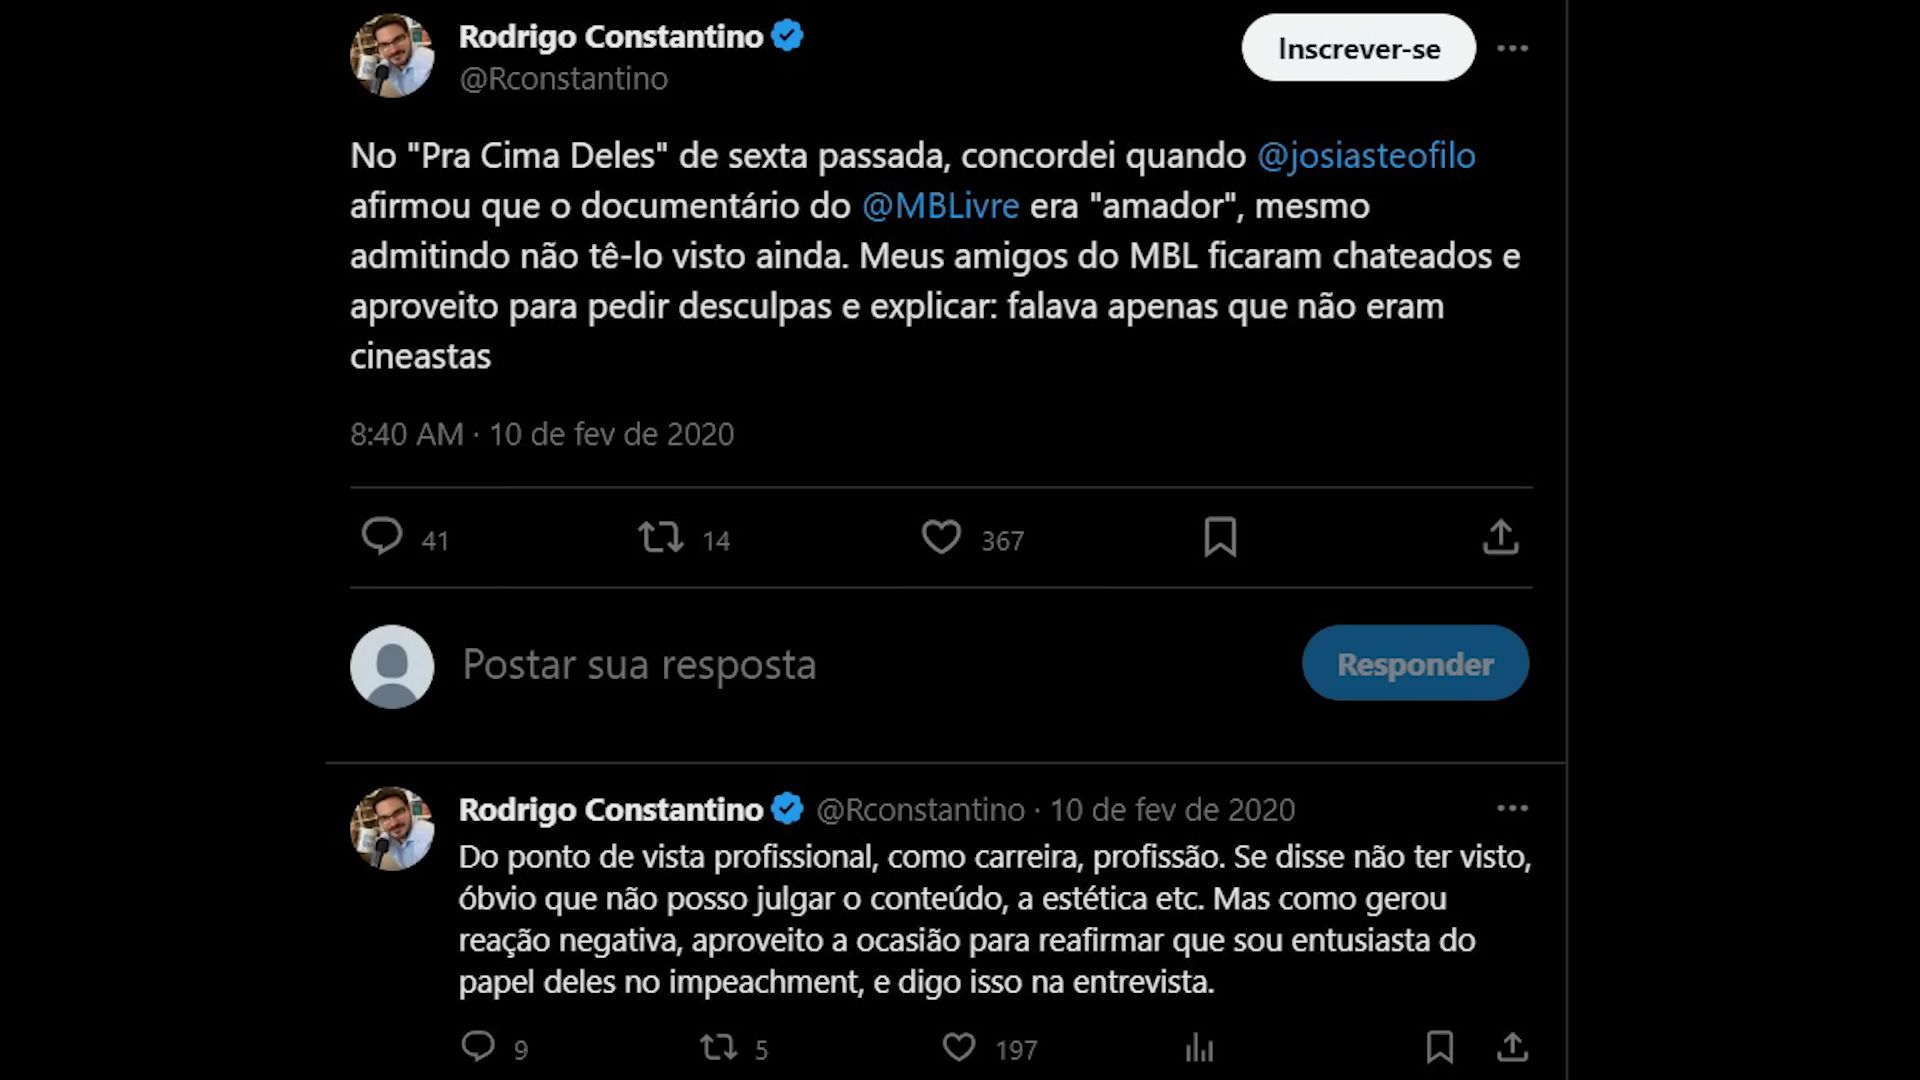 Rodrigo Constantino
@Rconstantino
Inscrever-se
No "Pra Cima Deles" de sexta passada, concordei quando @josiasteofilo
afirmou que o documentário do @MBLivre era "amador", mesmo
admitindo não tê-lo visto ainda. Meus amigos do MBL ficaram chateados e
aproveito para pedir desculpas e explicar: falava apenas que não eram
cineastas
8:40 AM · 10 de fev de 2020
41 14 367
Postar sua resposta
Responder
Rodrigo Constantino @Rconstantino · 10 de fev de 2020
Do ponto de vista profissional, como carreira, profissão. Se disse não ter visto,
óbvio que não posso julgar o conteúdo, a estética etc. Mas como gerou
reação negativa, aproveito a ocasião para reafirmar que sou entusiasta do
papel deles no impeachment, e digo isso na entrevista.
9 5 197